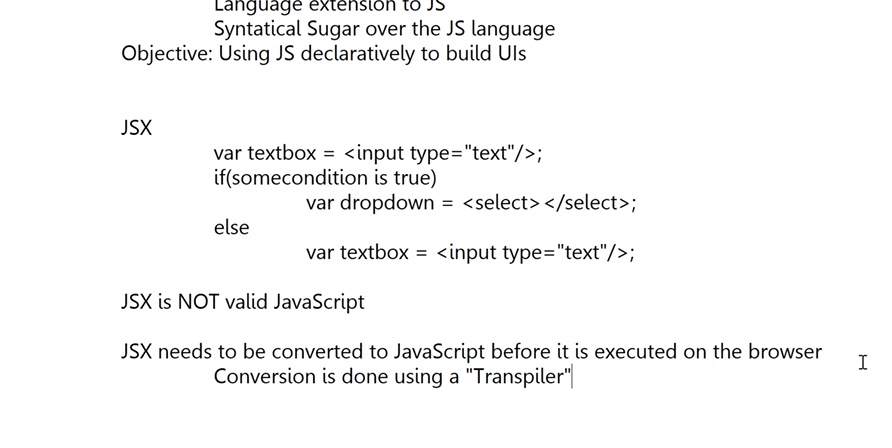 Language extension to JS
Syntatical Sugar over the JS language
Objective: Using JS declaratively to build UIs
JSX
var textbox = <input type="text"/>;
if(somecondition is true)
var dropdown = <select></select>;
else
var textbox = <input type="text"/>;
JSX is NOT valid JavaScript
JSX needs to be converted to JavaScript before it is executed on the browser
Conversion is done using a "Transpiler"